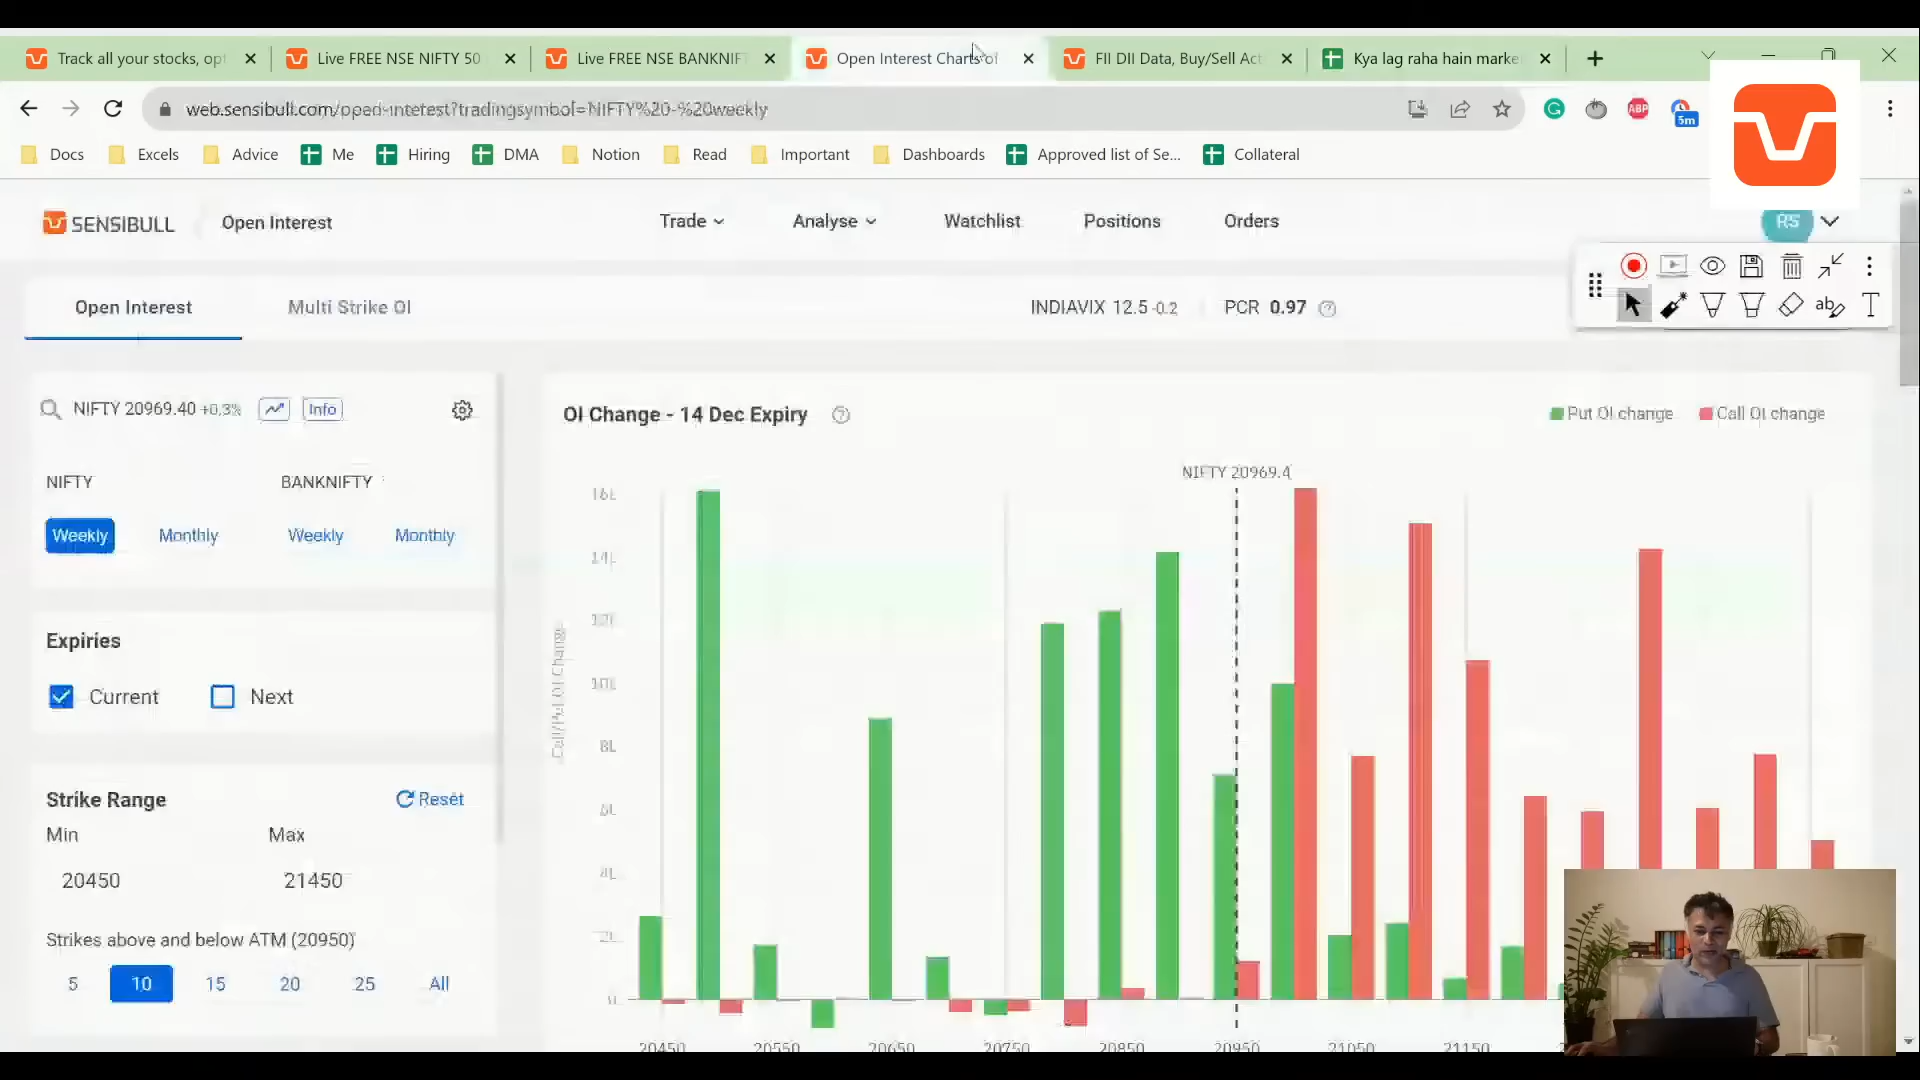 Track all your stocks, opt
Live FREE NSE NIFTY 50
Live FREE NSE BANKNIFT
Open Interest Charts of
FII DII Data, Buy/Sell Act
Kya lag raha hain marke
web.sensibull.com/open-interest?tradingsymbol=NIFTY%20-%20weekly
ABP
5m
Docs
Excels
Advice
Me
Hiring
DMA
Notion
Read
Important
Dashboards
Approved list of Se...
Collateral
SENSIBULL
Open Interest
Trade
Analyse
Watchlist
Positions
Orders
RS
Open Interest
Multi Strike OI
INDIAVIX 12.5 -0.2
PCR 0.97
NIFTY 20969.40 +0.3%
Info
NIFTY
BANKNIFTY
Weekly
Monthly
Weekly
Monthly
Expiries
Current
Next
Strike Range
Reset
Min
Max
20450
21450
Strikes above and below ATM (20950)
5
10
15
20
25
All
OI Change - 14 Dec Expiry
Put OI change
Call OI change
NIFTY 20969.4
Call/Put OI Change
16L
14L
12L
10L
8L
6L
4L
2L
20450
20550
20650
20750
20850
20950
21050
21150